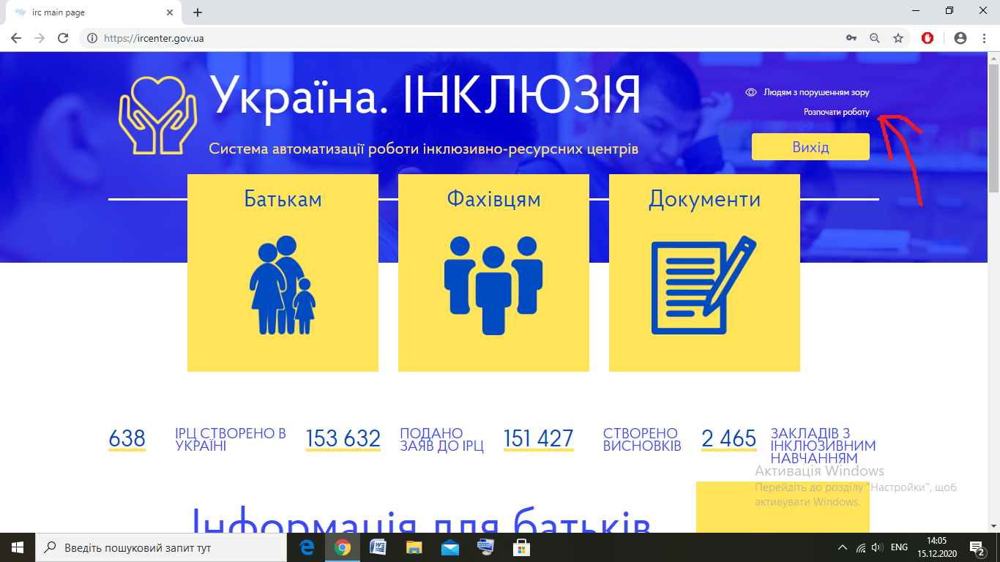 irc main page
https://ircenter.gov.ua
Україна. ІНКЛЮЗІЯ
Людям з порушенням зору
Розпочати роботу
Вихід
Система автоматизації роботи інклюзивно-ресурсних центрів
Батькам
Фахівцям
Документи
638
ІРЦ СТВОРЕНО В
УКРАЇНІ
153 632
ПОДАНО
ЗАЯВ ДО ІРЦ
151 427
СТВОРЕНО
ВИСНОВКІВ
2 465
ЗАКЛАДІВ З
ІНКЛЮЗИВНИМ
НАВЧАННЯМ
Активація Windows
Перейдіть до розділу "Настройки", щоб
активувати Windows.
Інформація для батьків
Введіть пошуковий запит тут
ENG
14:05
15.12.2020
2